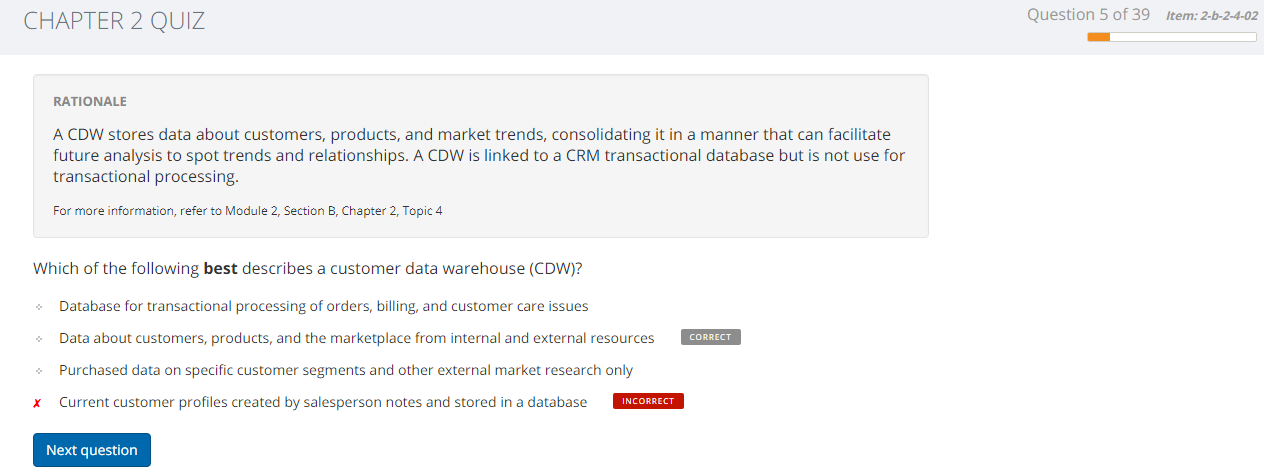 CHAPTER 2 QUIZ
Question 5 of 39 Item: 2-b-2-4-02
RATIONALE
A CDW stores data about customers, products, and market trends, consolidating it in a manner that can facilitate
future analysis to spot trends and relationships. A CDW is linked to a CRM transactional database but is not use for
transactional processing.
For more information, refer to Module 2, Section B, Chapter 2, Topic 4
Which of the following best describes a customer data warehouse (CDW)?
Database for transactional processing of orders, billing, and customer care issues
Data about customers, products, and the marketplace from internal and external resources CORRECT
Purchased data on specific customer segments and other external market research only
✗ Current customer profiles created by salesperson notes and stored in a database INCORRECT
Next question